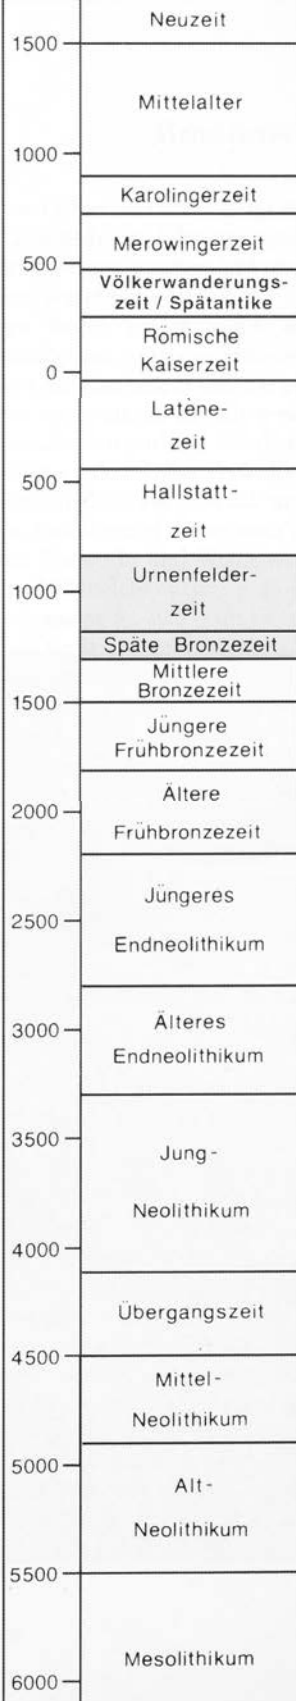 Neuzeit
1500
Mittelalter
1000
Karolingerzeit
Merowingerzeit
500
Völkerwanderungs-
zeit / Spätantike
Römische
Kaiserzeit
0
Latène-
zeit
500
Hallstatt-
zeit
Urnenfelder-
1000
zeit
Späte Bronzezeit
Mittlere
Bronzezeit
1500
Jüngere
Frühbronzezeit
Ältere
2000
Frühbronzezeit
Jüngeres
2500
Endneolithikum
Älteres
3000
Endneolithikum
3500
Jung-
Neolithikum
4000
Übergangszeit
4500
Mittel-
Neolithikum
5000
Alt-
Neolithikum
5500
Mesolithikum
6000